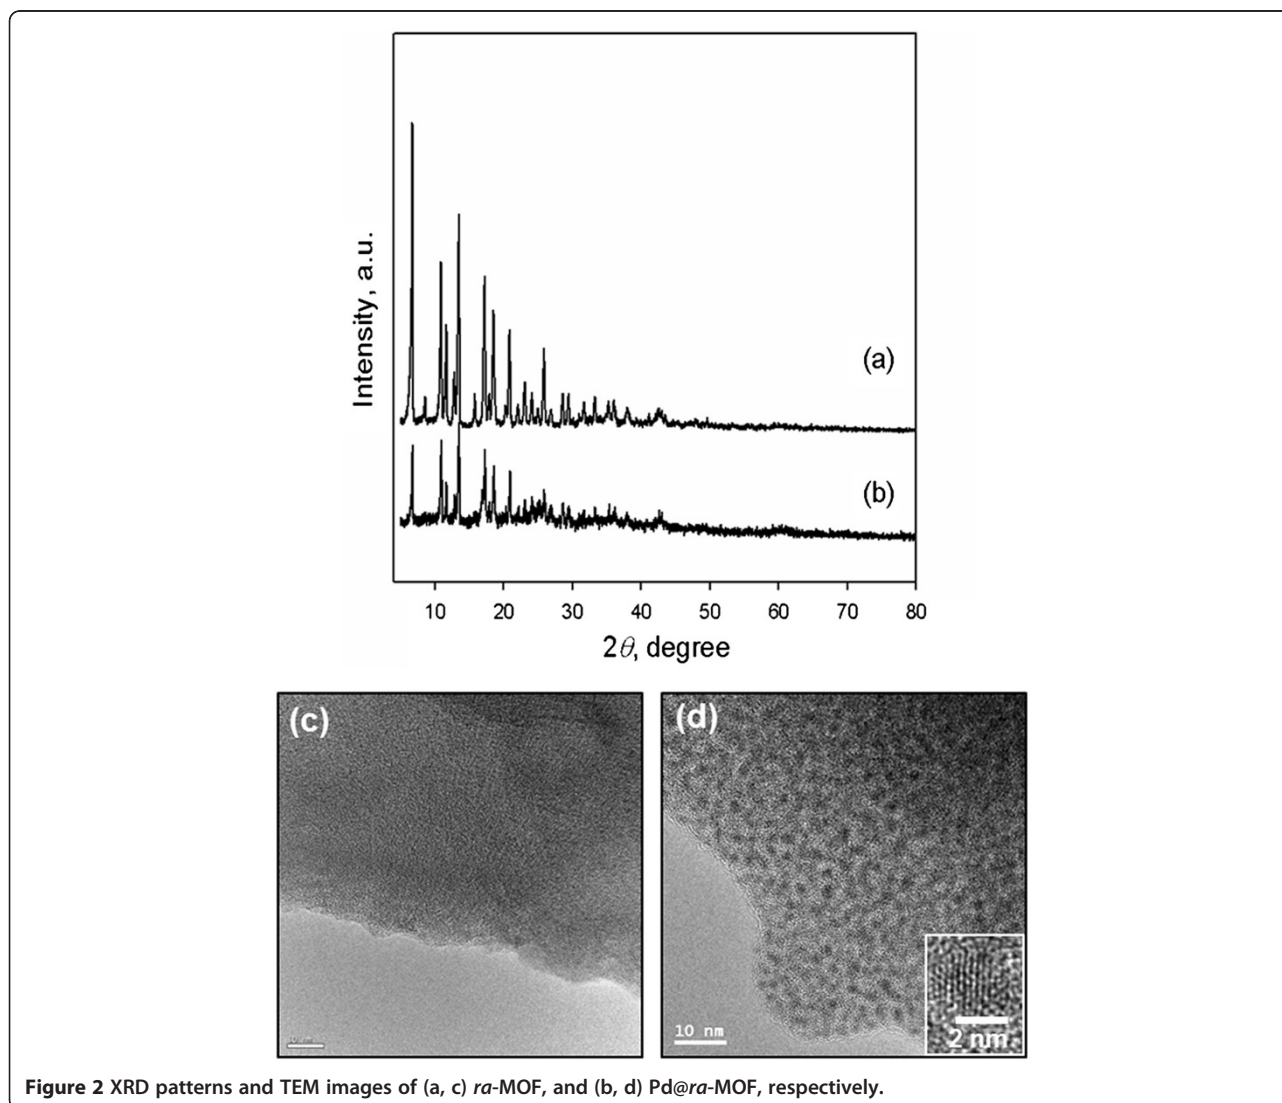 Intensity, a.u.
(a)
(b)
10 20 30 40 50 60 70 80
2θ, degree
(c)
(d)
10 nm
2 nm
Figure 2 XRD patterns and TEM images of (a, c) ra-MOF, and (b, d) Pd@ra-MOF, respectively.